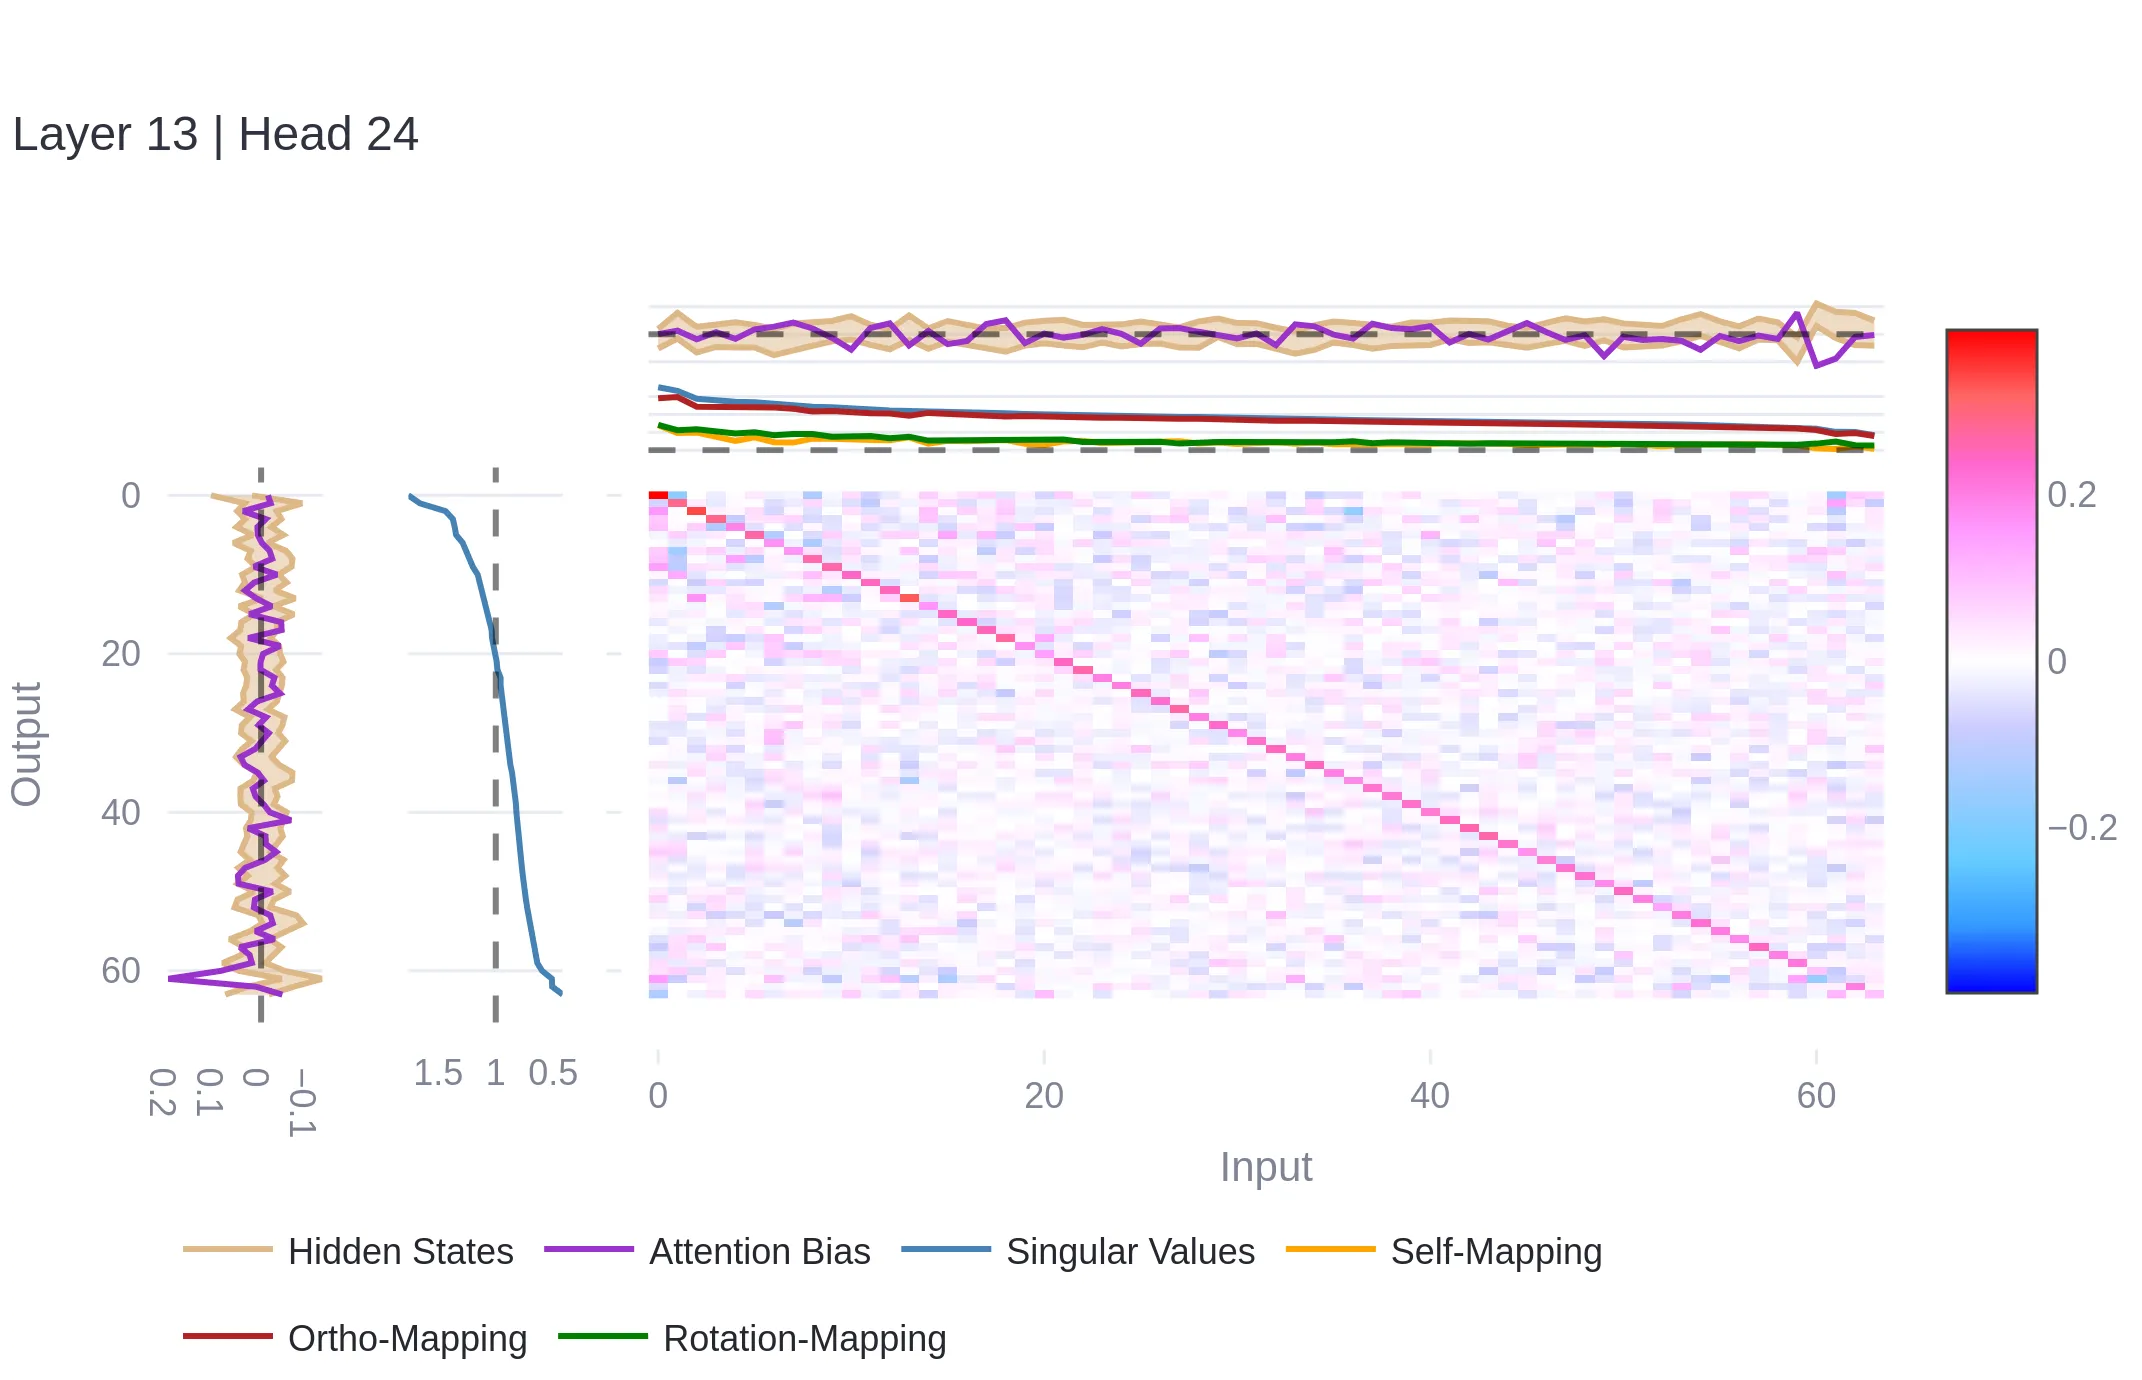 Layer 13 | Head 24
0
20
40
60
Output
0.2
0.1
0
−0.1
1.5 1 0.5
0 20 40 60
Input
0.2
0
−0.2
Hidden States Attention Bias Singular Values Self-Mapping
Ortho-Mapping Rotation-Mapping